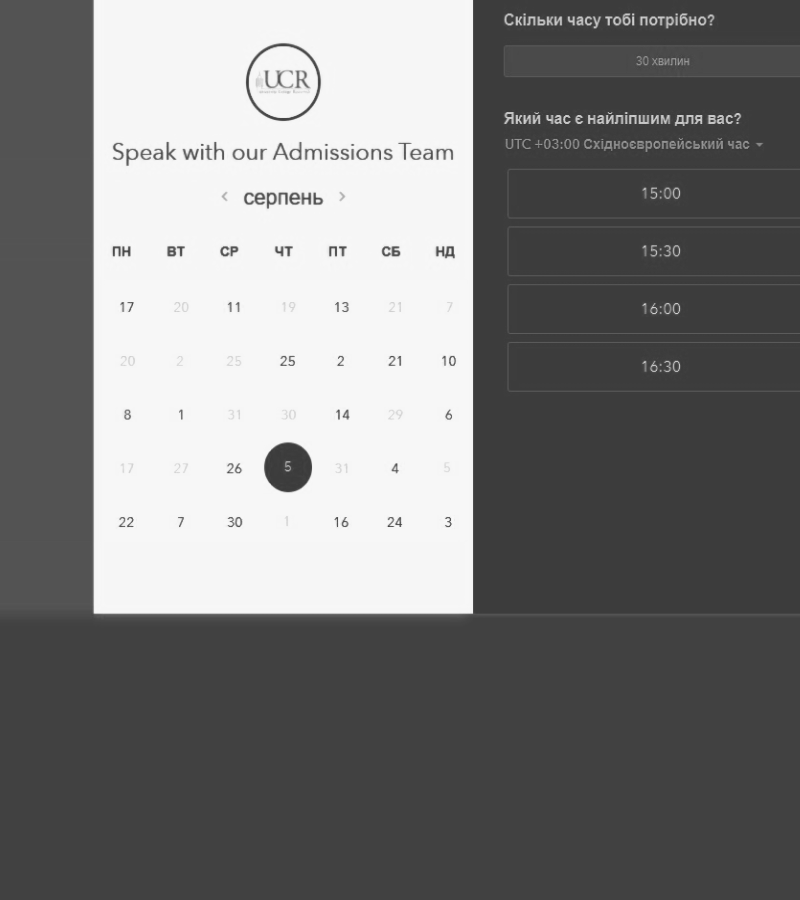 UCR
Speak with our Admissions Team
серпень
ПН ВТ СР ЧТ ПТ СБ НД
17 20 11 19 13 21 7
20 2 25 25 2 21 10
8 1 31 30 14 29 6
17 27 26 5 31 4 5
22 7 30 1 16 24 3
Скільки часу тобі потрібно?
30 хвилин
Який час є найліпшим для вас?
UTC +03:00 Східноєвропейський час
15:00
15:30
16:00
16:30